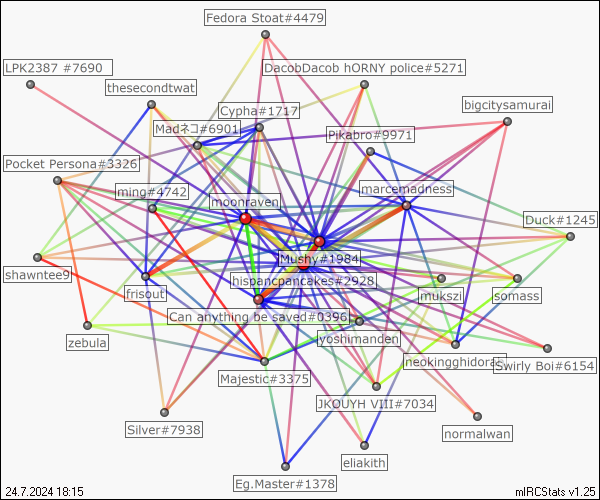 Fedora Stoat#4479
LPK2387 #7690
DacobDacob hORNY police#5271
thesecondtwat
bigcitysamurai
Cypha#1717
Madネコ#6901
Pikabro#9971
Pocket Persona#3326
ming#4742
marcemadness
moonraven
Duck#1245
Mushy#1984
shawntee9
hispancpancakes#2928
frisout
mukszil
somass
Can anything be saved#0396
zebula
yoshimanden
neokingghidorah
Swirly Boi#6154
Majestic#3375
JKOUYH VIII#7034
Silver#7938
normalwan
eliakith
Eg.Master#1378
24.7.2024 18:15
mIRCStats v1.25